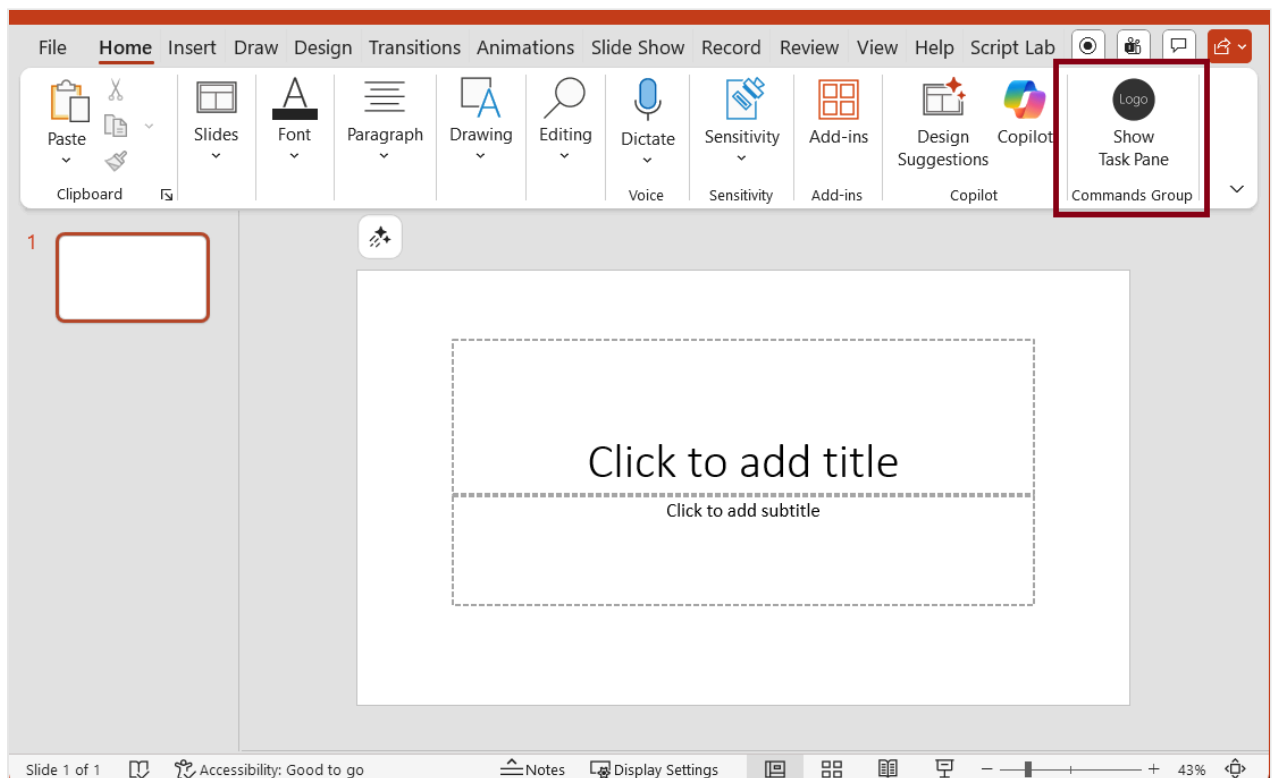 File Home Insert Draw Design Transitions Animations Slide Show Record Review View Help Script Lab
Paste
Slides
Font
Paragraph
Drawing
Editing
Dictate
Sensitivity
Add-ins
Design
Suggestions
Copilot
Logo
Show
Task Pane
Clipboard
Voice
Sensitivity
Add-ins
Copilot
Commands Group
1
Click to add title
Click to add subtitle
Slide 1 of 1 Accessibility: Good to go Notes Display Settings 43%